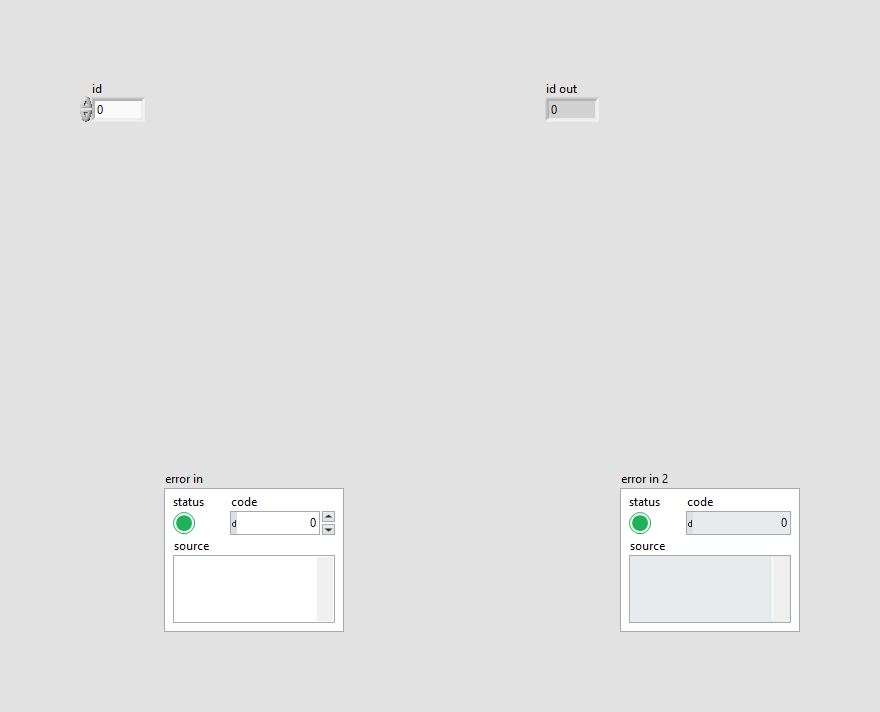 id
id out
0
0
error in
error in 2
status code
status code
d 0
d 0
source
source